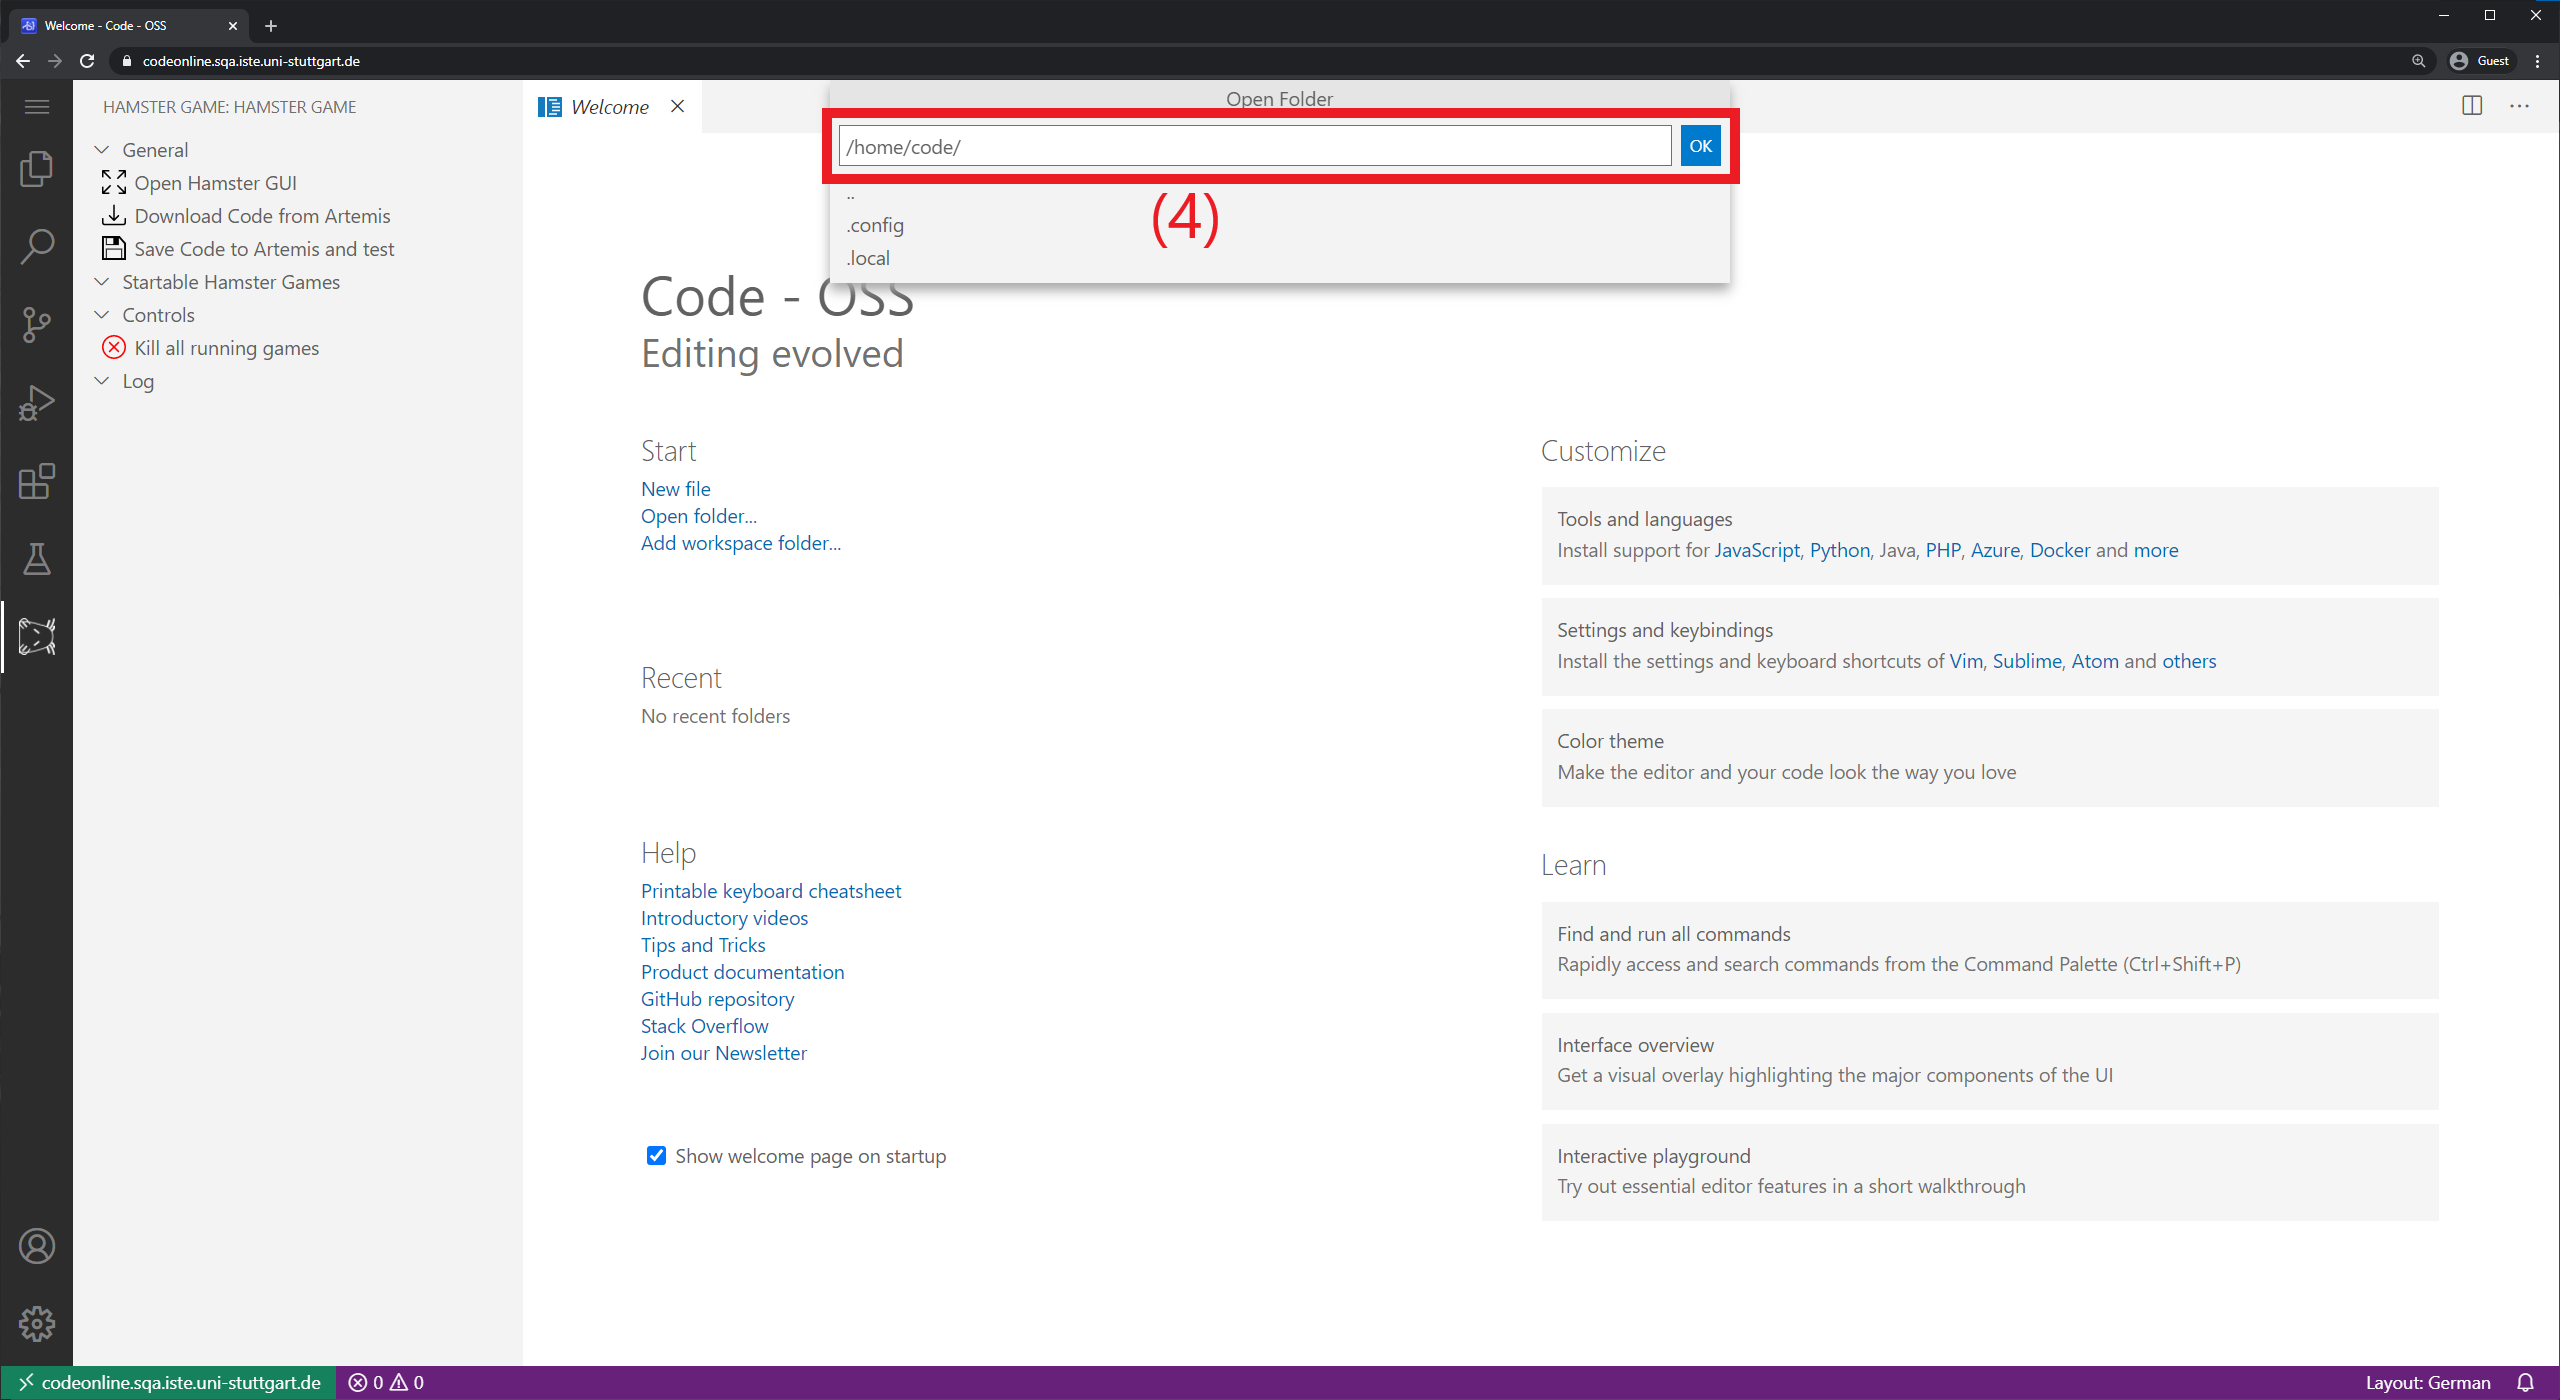 Welcome - Code - OSS
codeonline.sqa.iste.uni-stuttgart.de
Guest
HAMSTER GAME: HAMSTER GAME
General
Open Hamster GUI
Download Code from Artemis
Save Code to Artemis and test
Startable Hamster Games
Controls
Kill all running games
Log
Welcome
Open Folder
/home/code/
OK
..
.config
.local
(4)
Code - OSS
Editing evolved
Start
New file
Open folder...
Add workspace folder...
Recent
No recent folders
Help
Printable keyboard cheatsheet
Introductory videos
Tips and Tricks
Product documentation
GitHub repository
Stack Overflow
Join our Newsletter
Show welcome page on startup
Customize
Tools and languages
Install support for JavaScript, Python, Java, PHP, Azure, Docker and more
Settings and keybindings
Install the settings and keyboard shortcuts of Vim, Sublime, Atom and others
Color theme
Make the editor and your code look the way you love
Learn
Find and run all commands
Rapidly access and search commands from the Command Palette (Ctrl+Shift+P)
Interface overview
Get a visual overlay highlighting the major components of the UI
Interactive playground
Try out essential editor features in a short walkthrough
codeonline.sqa.iste.uni-stuttgart.de
0
0
Layout: German